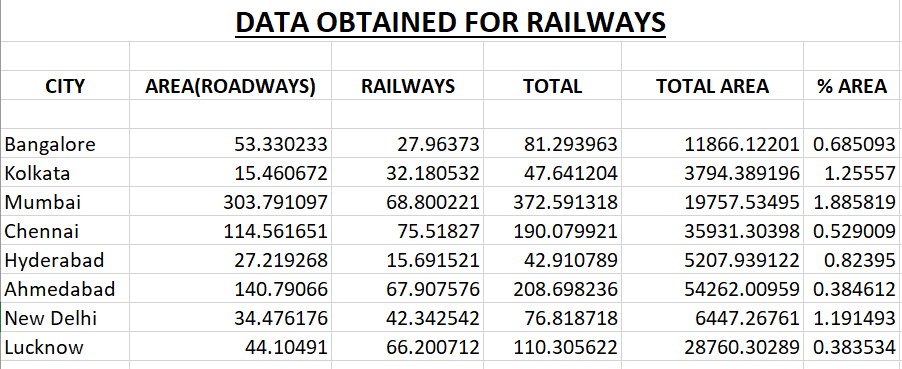 DATA OBTAINED FOR RAILWAYS
CITY AREA(ROADWAYS) RAILWAYS TOTAL TOTAL AREA % AREA
Bangalore 53.330233 27.96373 81.293963 11866.12201 0.685093
Kolkata 15.460672 32.180532 47.641204 3794.389196 1.25557
Mumbai 303.791097 68.800221 372.591318 19757.53495 1.885819
Chennai 114.561651 75.51827 190.079921 35931.30398 0.529009
Hyderabad 27.219268 15.691521 42.910789 5207.939122 0.82395
Ahmedabad 140.79066 67.907576 208.698236 54262.00959 0.384612
New Delhi 34.476176 42.342542 76.818718 6447.26761 1.191493
Lucknow 44.10491 66.200712 110.305622 28760.30289 0.383534